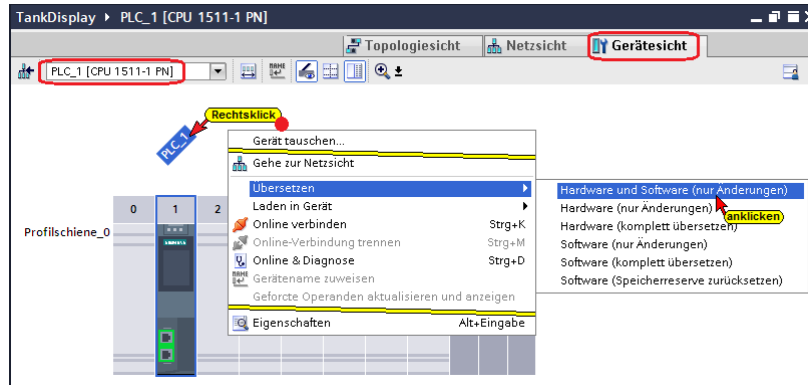 TankDisplay ▸ PLC_1 [CPU 1511-1 PN]
Topologiesicht Netzsicht Gerätesicht
PLC_1 [CPU 1511-1 PN]
Rechtsklick
PLC_1
Gerät tauschen...
Gehe zur Netzsicht
Übersetzen
Laden in Gerät
Online verbinden Strg+K
Online-Verbindung trennen Strg+M
Online & Diagnose Strg+D
Gerätename zuweisen
Geforcte Operanden aktualisieren und anzeigen
Eigenschaften Alt+Eingabe
Hardware und Software (nur Änderungen)
Hardware (nur Änderungen)
anklicken
Hardware (komplett übersetzen)
Software (nur Änderungen)
Software (komplett übersetzen)
Software (Speicherreserve zurücksetzen)
0 1 2
Profilschiene_0